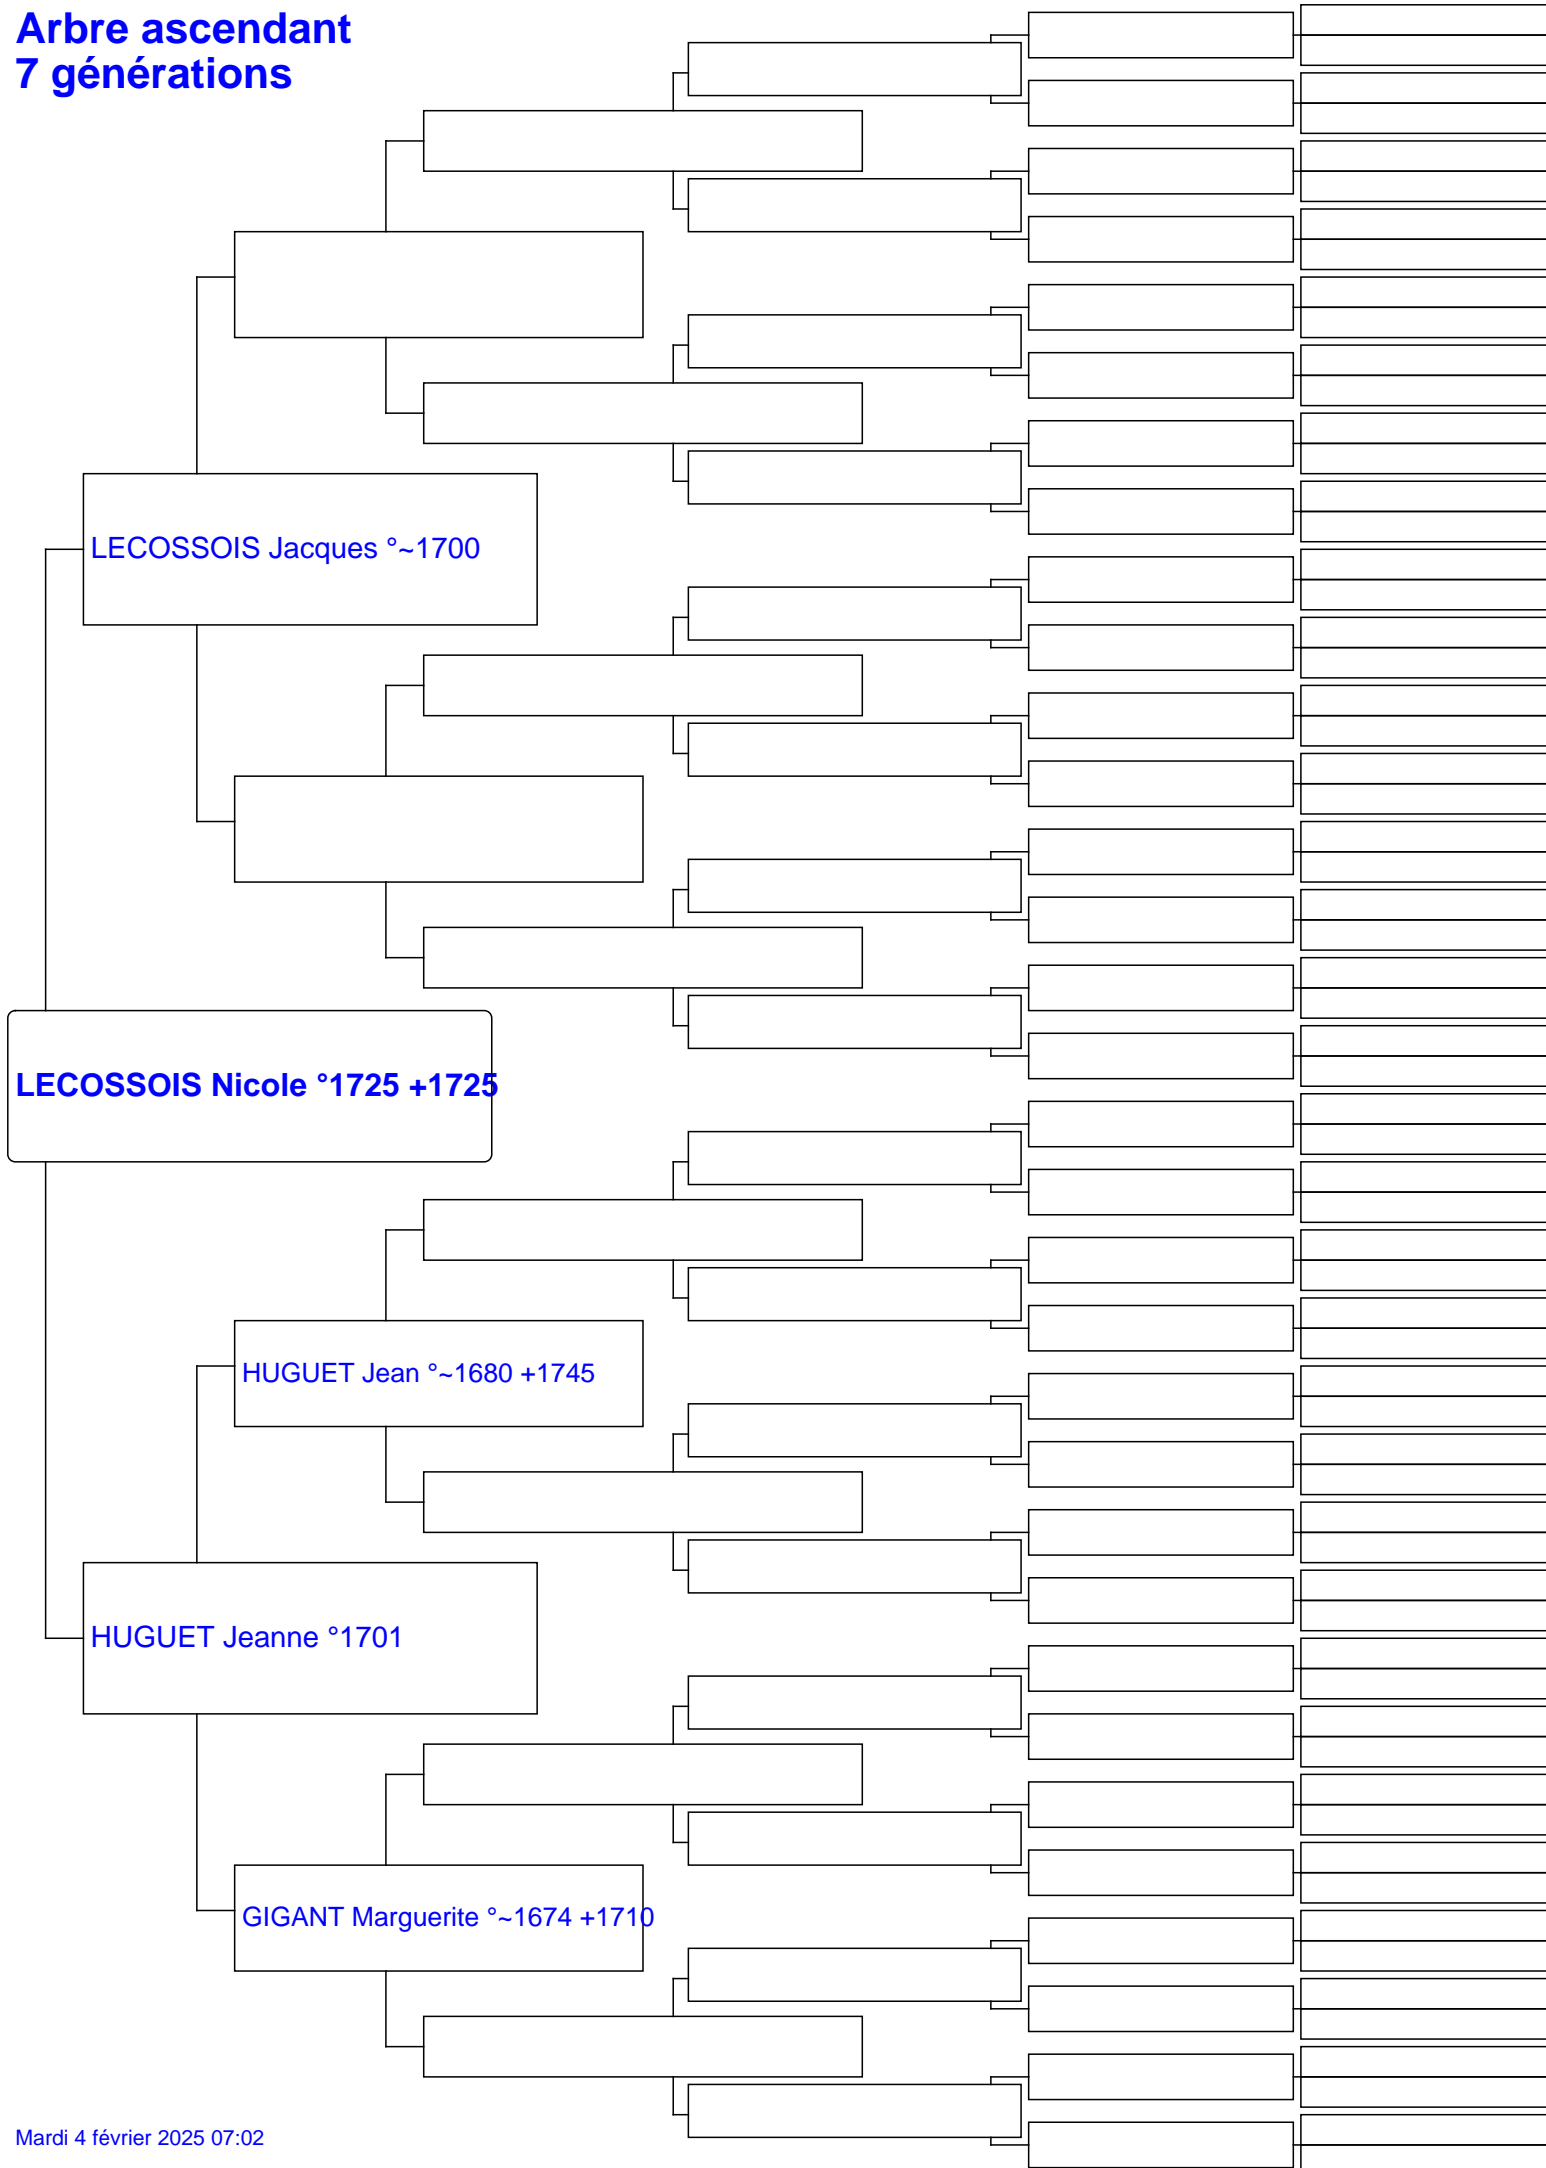 Arbre ascendant
7 générations
LECOSSOIS Jacques °~1700
LECOSSOIS Nicole °1725 +1725
HUGUET Jean °~1680 +1745
HUGUET Jeanne °1701
GIGANT Marguerite °~1674 +1710
Mardi 4 février 2025 07:02